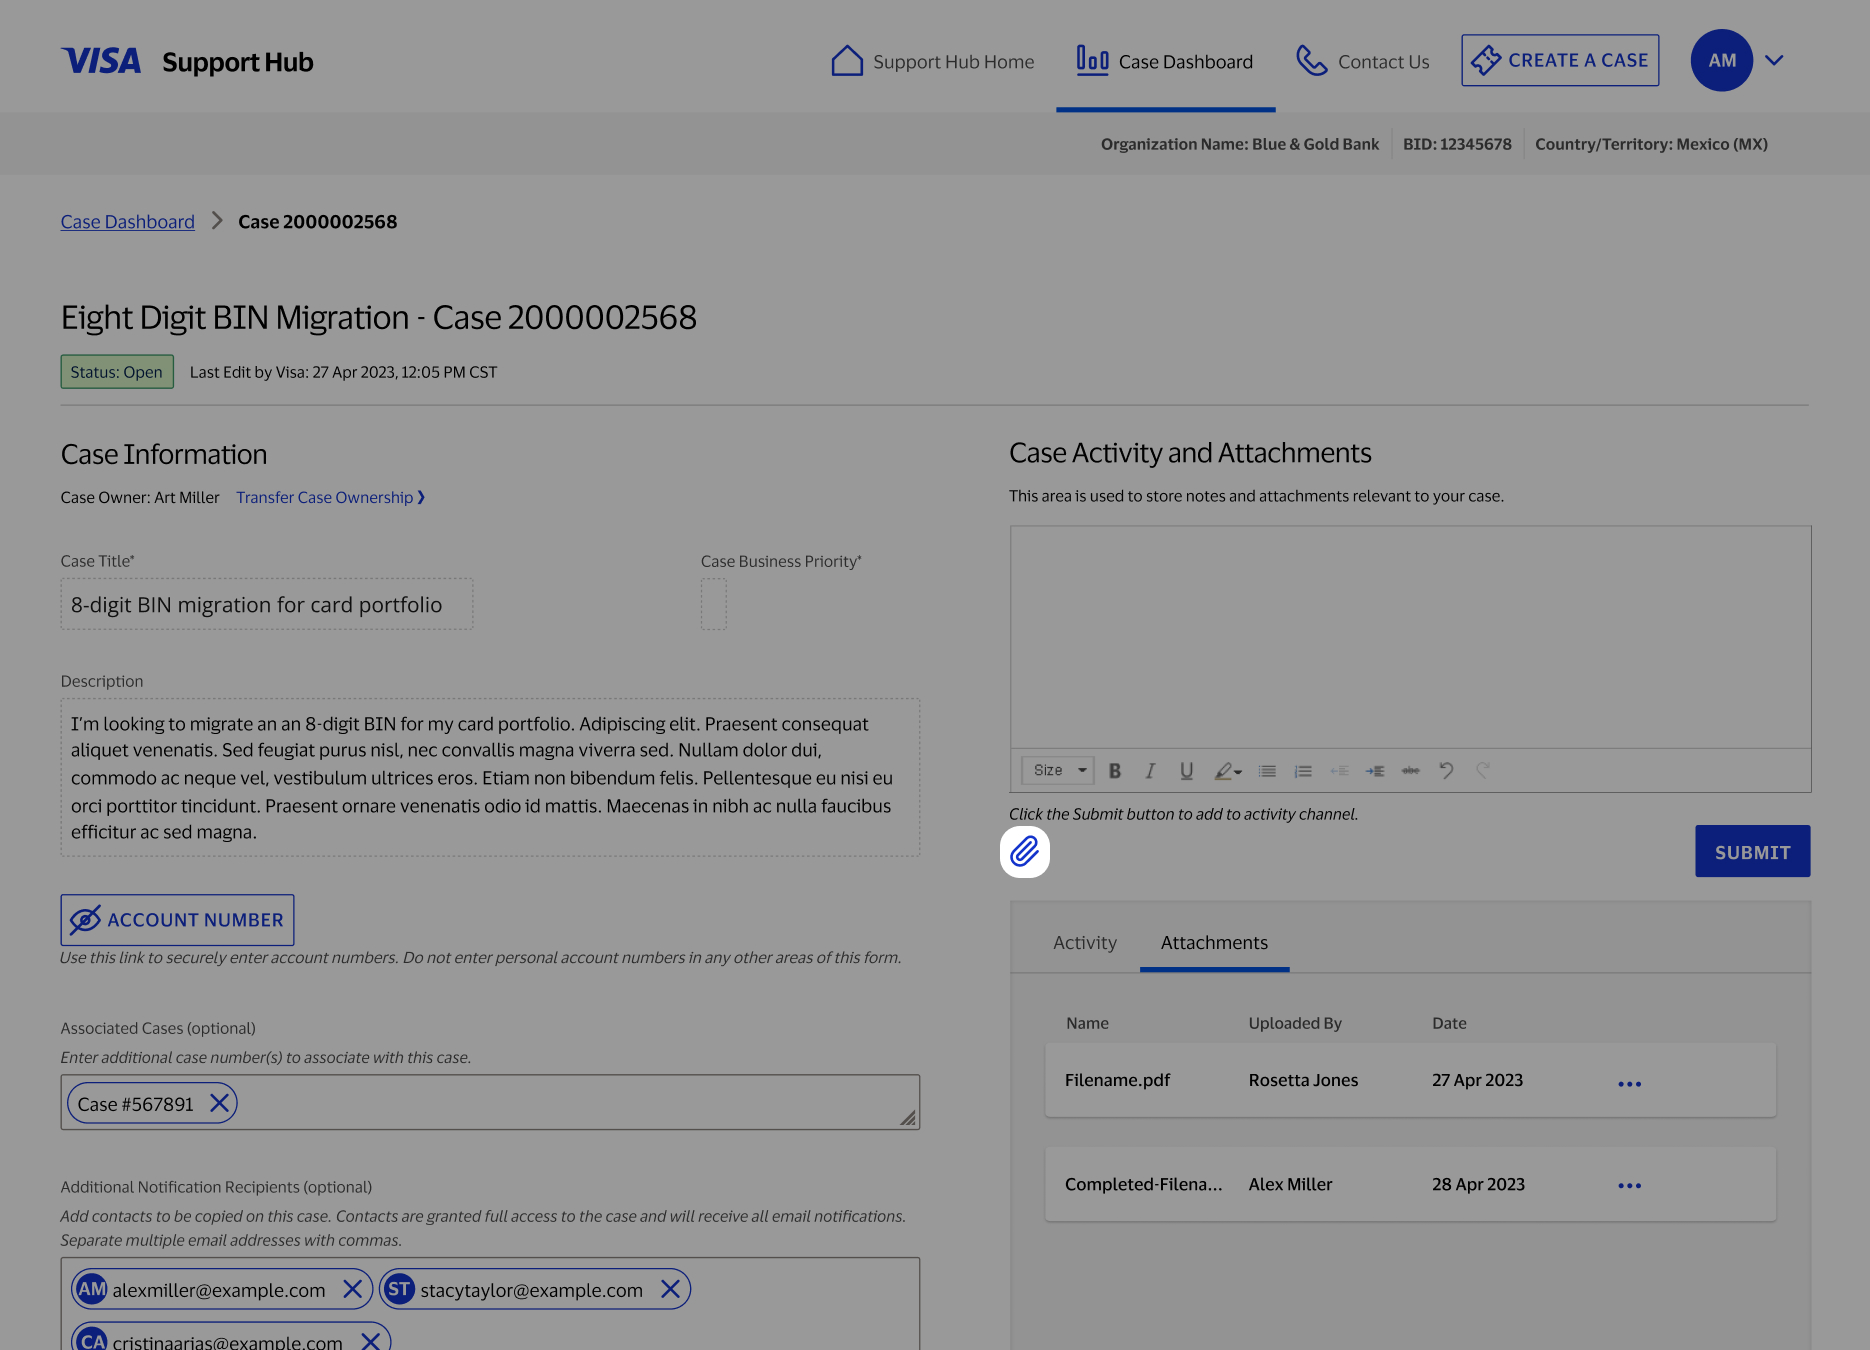 VISA Support Hub
Support Hub Home
Case Dashboard
Contact Us
CREATE A CASE
AM
Organization Name: Blue & Gold Bank
BID: 12345678
Country/Territory: Mexico (MX)
Case Dashboard
Case 2000002568
Eight Digit BIN Migration - Case 2000002568
Status: Open
Last Edit by Visa: 27 Apr 2023, 12:05 PM CST
Case Information
Case Owner: Art Miller
Transfer Case Ownership ❯
Case Title*
Case Business Priority*
8-digit BIN migration for card portfolio
Description
I'm looking to migrate an an 8-digit BIN for my card portfolio. Adipiscing elit. Praesent consequat
aliquet venenatis. Sed feugiat purus nisl, nec convallis magna viverra sed. Nullam dolor dui,
commodo ac neque vel, vestibulum ultrices eros. Etiam non bibendum felis. Pellentesque eu nisi eu
orci porttitor tincidunt. Praesent ornare venenatis odio id mattis. Maecenas in nibh ac nulla faucibus
efficitur ac sed magna.
ACCOUNT NUMBER
Use this link to securely enter account numbers. Do not enter personal account numbers in any other areas of this form.
Associated Cases (optional)
Enter additional case number(s) to associate with this case.
Case #567891
Additional Notification Recipients (optional)
Add contacts to be copied on this case. Contacts are granted full access to the case and will receive all email notifications.
Separate multiple email addresses with commas.
AM alexmiller@example.com
ST stacytaylor@example.com
CA cristinaarias@example.com
Case Activity and Attachments
This area is used to store notes and attachments relevant to your case.
Size
B I U
abc
Click the Submit button to add to activity channel.
SUBMIT
Activity
Attachments
Name Uploaded By Date
Filename.pdf Rosetta Jones 27 Apr 2023
Completed-Filena... Alex Miller 28 Apr 2023